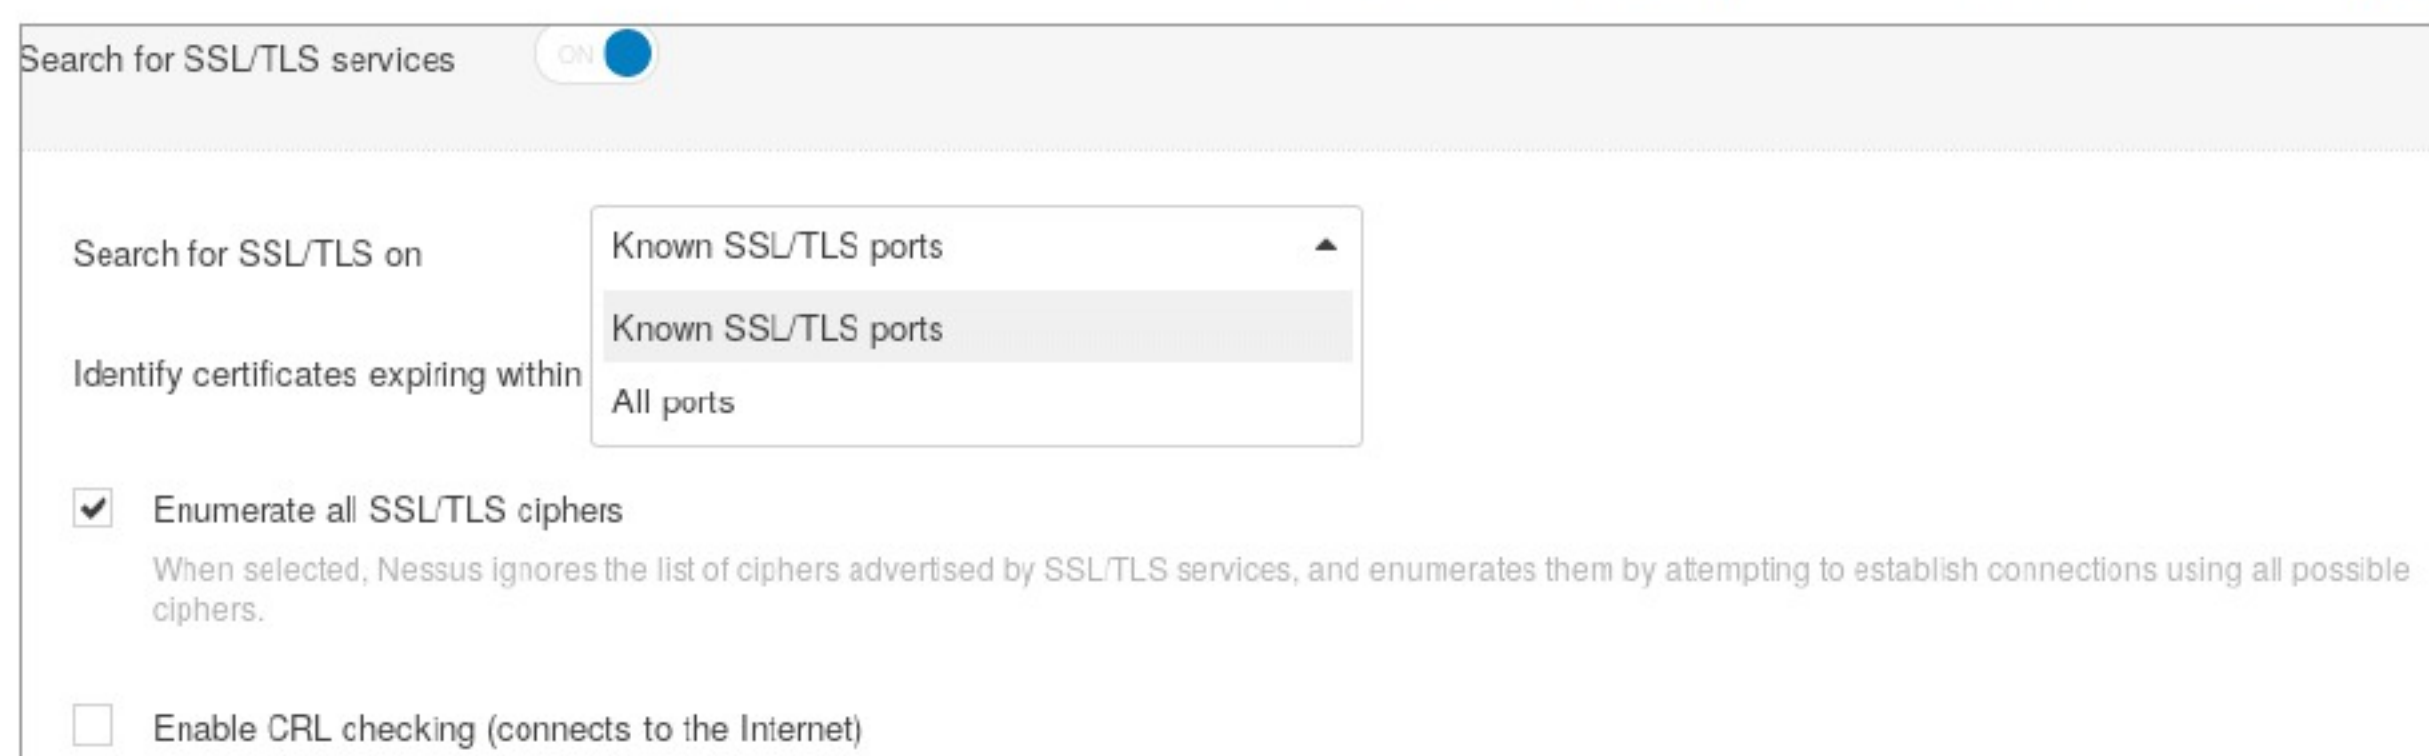 Search for SSL/TLS services
ON
Search for SSL/TLS on
Known SSL/TLS ports
Known SSL/TLS ports
Identify certificates expiring within
All ports
Enumerate all SSL/TLS ciphers
When selected, Nessus ignores the list of ciphers advertised by SSL/TLS services, and enumerates them by attempting to establish connections using all possible
ciphers.
Enable CRL checking (connects to the Internet)